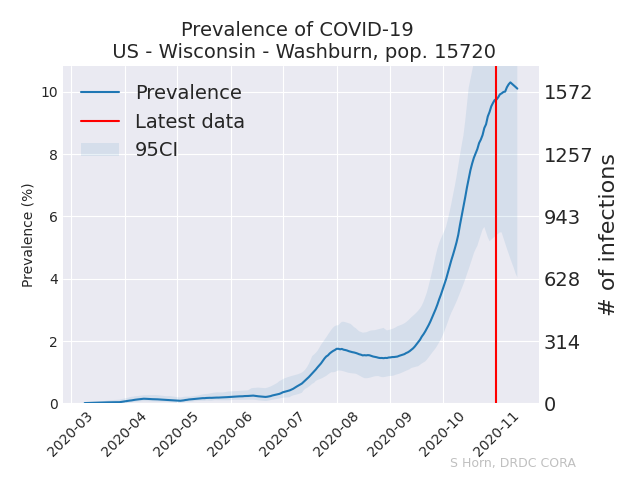 Prevalence of COVID-19
US - Wisconsin - Washburn, pop. 15720
Prevalence
Latest data
95CI
Prevalence (%)
10
8
6
4
2
0
1572
1257
943
628
314
0
# of infections
2020-03
2020-04
2020-05
2020-06
2020-07
2020-08
2020-09
2020-10
2020-11
S Horn, DRDC CORA